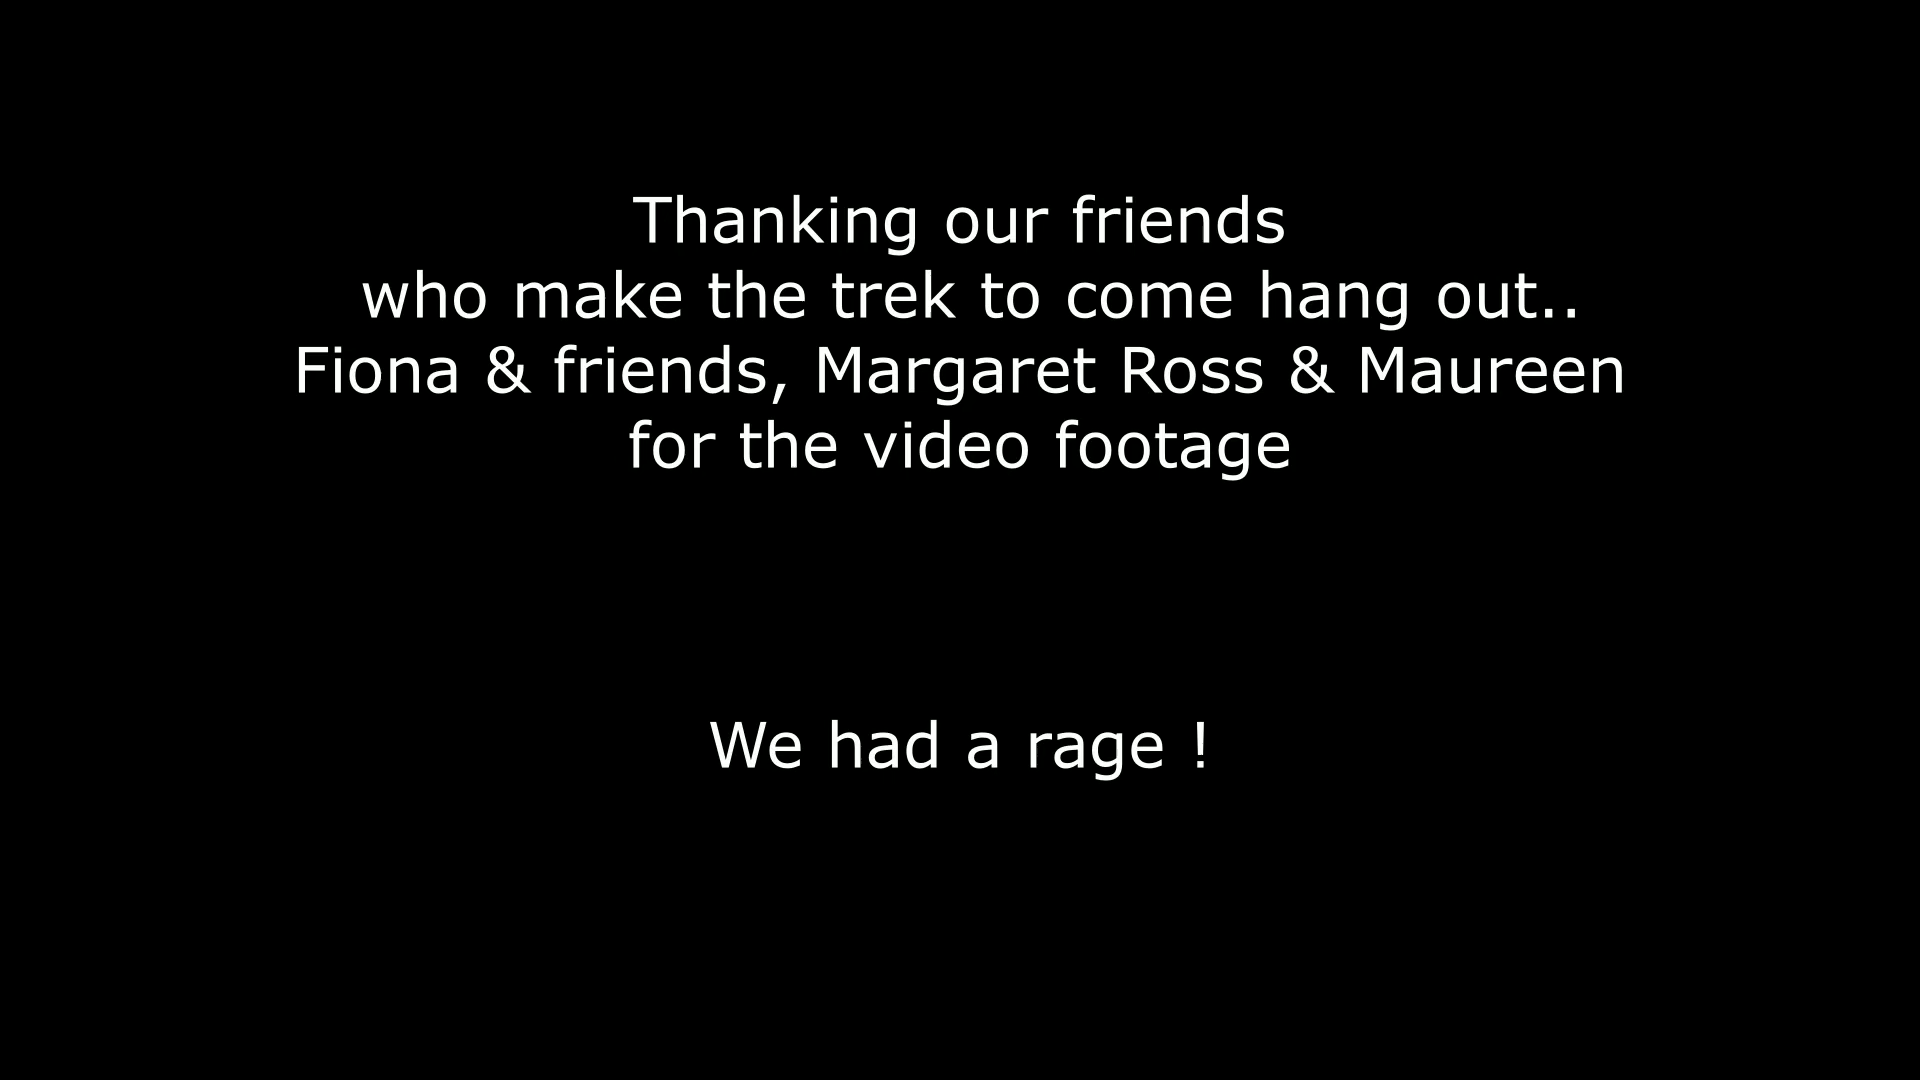 Thanking our friends
who make the trek to come hang out..
Fiona & friends, Margaret Ross & Maureen
for the video footage
We had a rage !